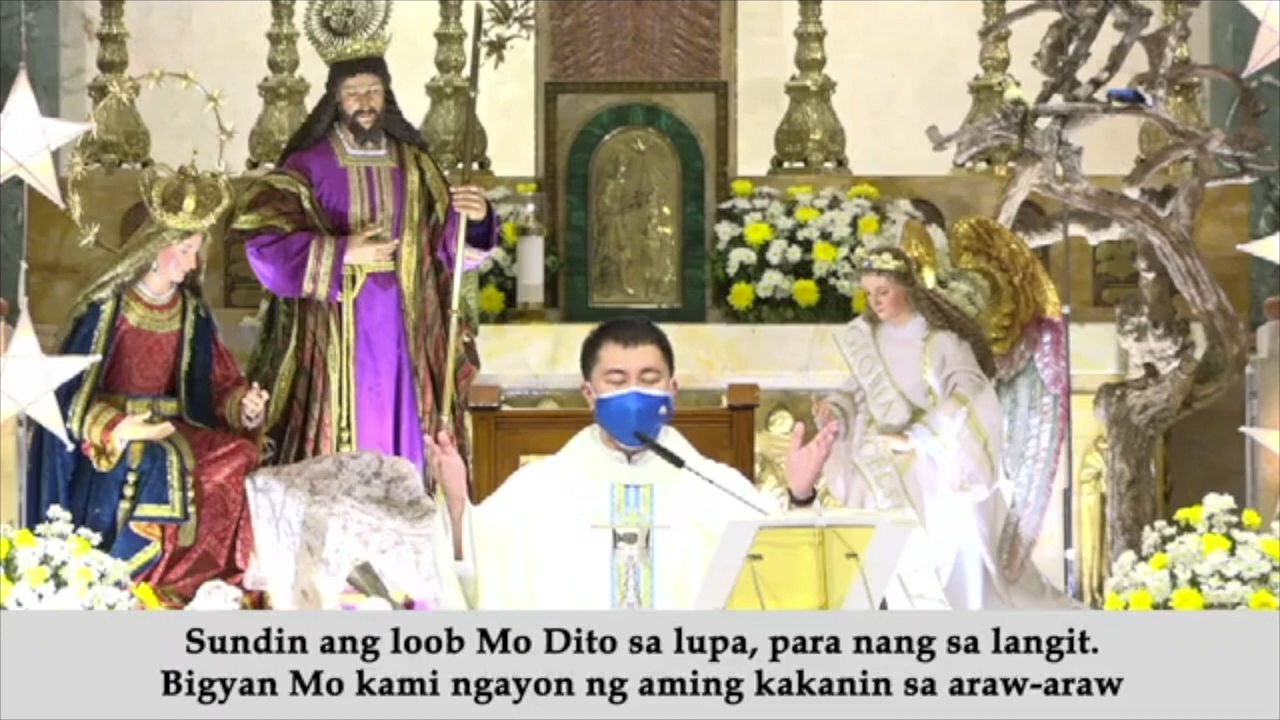 Sundin ang loob Mo Dito sa lupa, para nang sa langit.
Bigyan Mo kami ngayon ng aming kakanin sa araw-araw